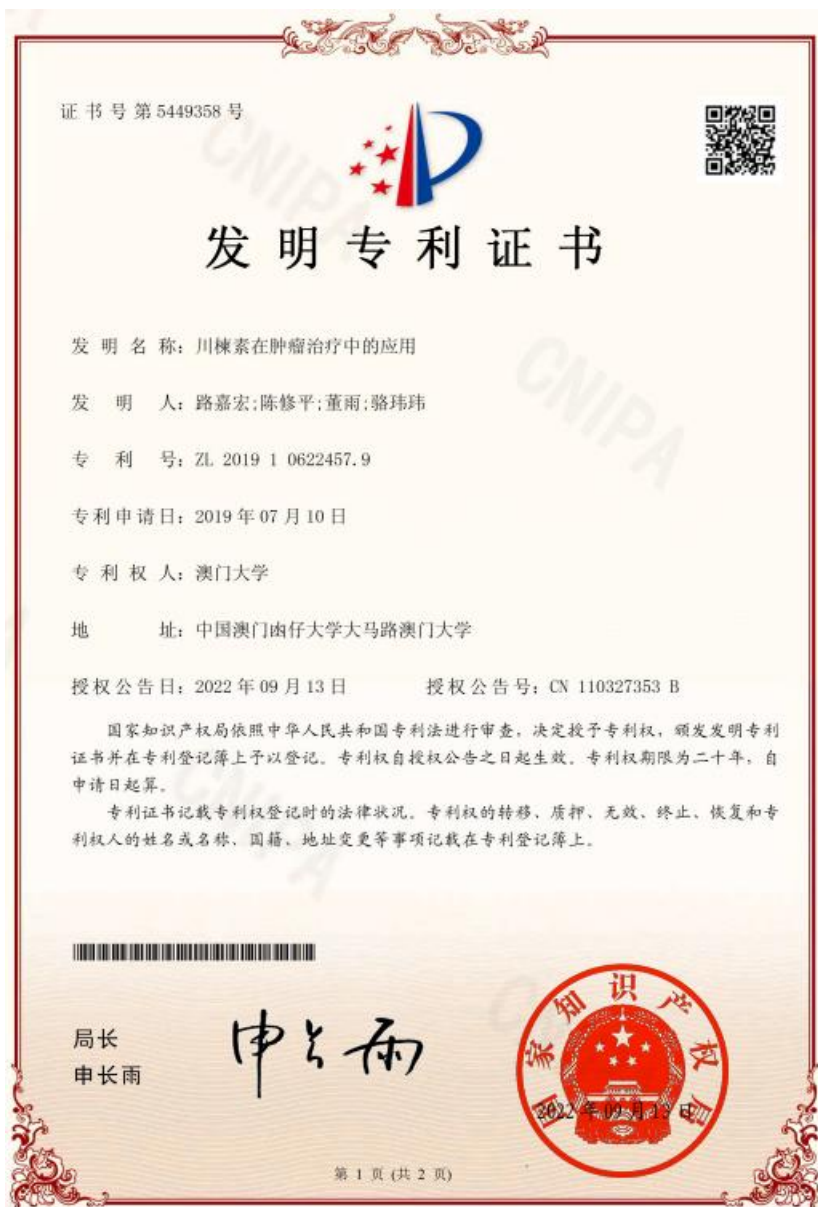 证书号第5449358号
发明专利证书
发明名称：川楝素在肿瘤治疗中的应用
发明人：路嘉宏;陈修平;董雨;骆玮玮
专利号：ZL 2019 1 0622457.9
专利申请日：2019年07月10日
专利权人：澳门大学
地址：中国澳门凼仔大学大马路澳门大学
授权公告日：2022年09月13日 授权公告号：CN 110327353 B
国家知识产权局依照中华人民共和国专利法进行审查，决定授予专利权，颁发发明专利
证书并在专利登记簿上予以登记。专利权自授权公告之日起生效。专利权期限为二十年，自
申请日起算。
专利证书记载专利权登记时的法律状况。专利权的转移、质押、无效、终止、恢复和专
利权人的姓名或名称、国籍、地址变更等事项记载在专利登记簿上。
局长
申长雨
申长雨
国家知识产权局
2022年09月13日
第 1 页 (共 2 页)
CNIPA
CNIPA
CNIPA